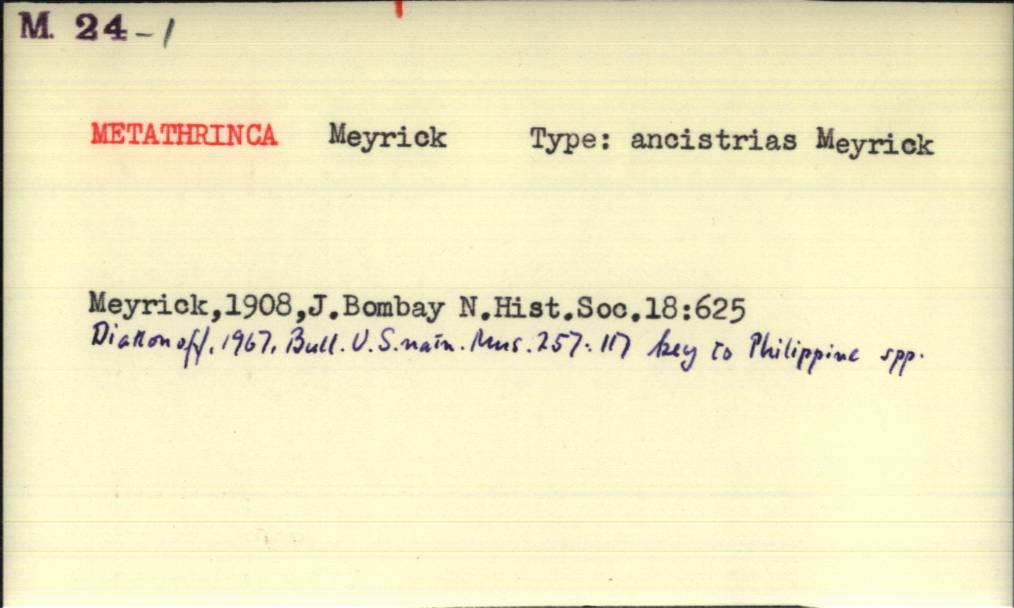 M. 24-1
METATHRINCA Meyrick Type: ancistrias Meyrick
Meyrick,1908,J.Bombay N.Hist.Soc.18:625
Diakonoff, 1967, Bull. U.S. natn. Mus. 257: 117 key to Philippine spp.